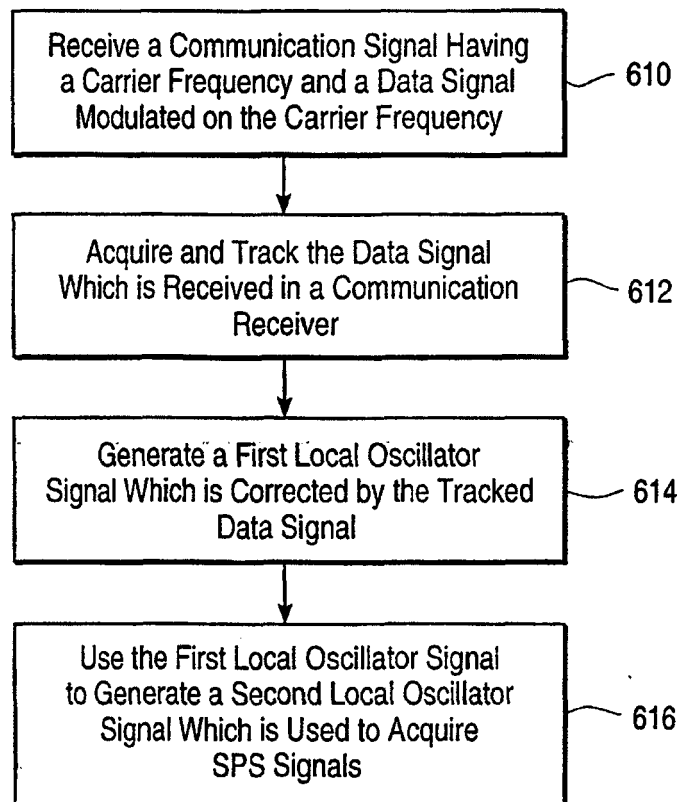 Receive a Communication Signal Having
a Carrier Frequency and a Data Signal
Modulated on the Carrier Frequency
610
Acquire and Track the Data Signal
Which is Received in a Communication
Receiver
612
Generate a First Local Oscillator
Signal Which is Corrected by the Tracked
Data Signal
614
Use the First Local Oscillator Signal
to Generate a Second Local Oscillator
Signal Which is Used to Acquire
SPS Signals
616